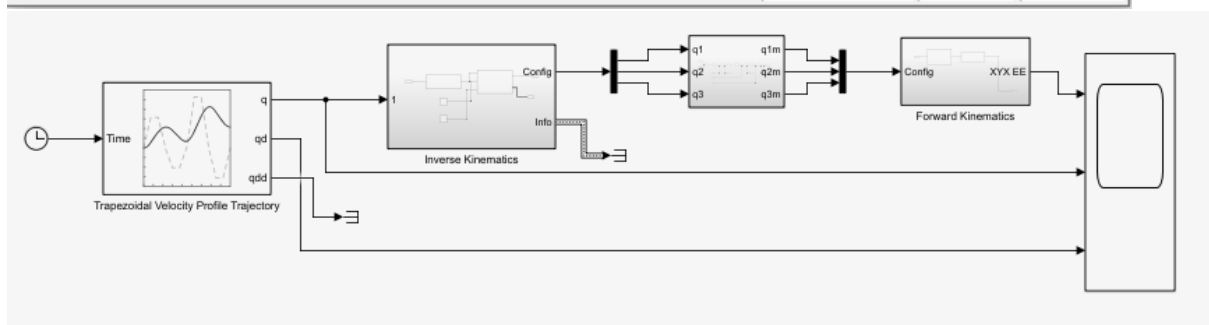 Time
q
qd
qdd
Trapezoidal Velocity Profile Trajectory
1
Config
Info
Inverse Kinematics
q1
q2
q3
q1m
q2m
q3m
Config
XYX EE
Forward Kinematics